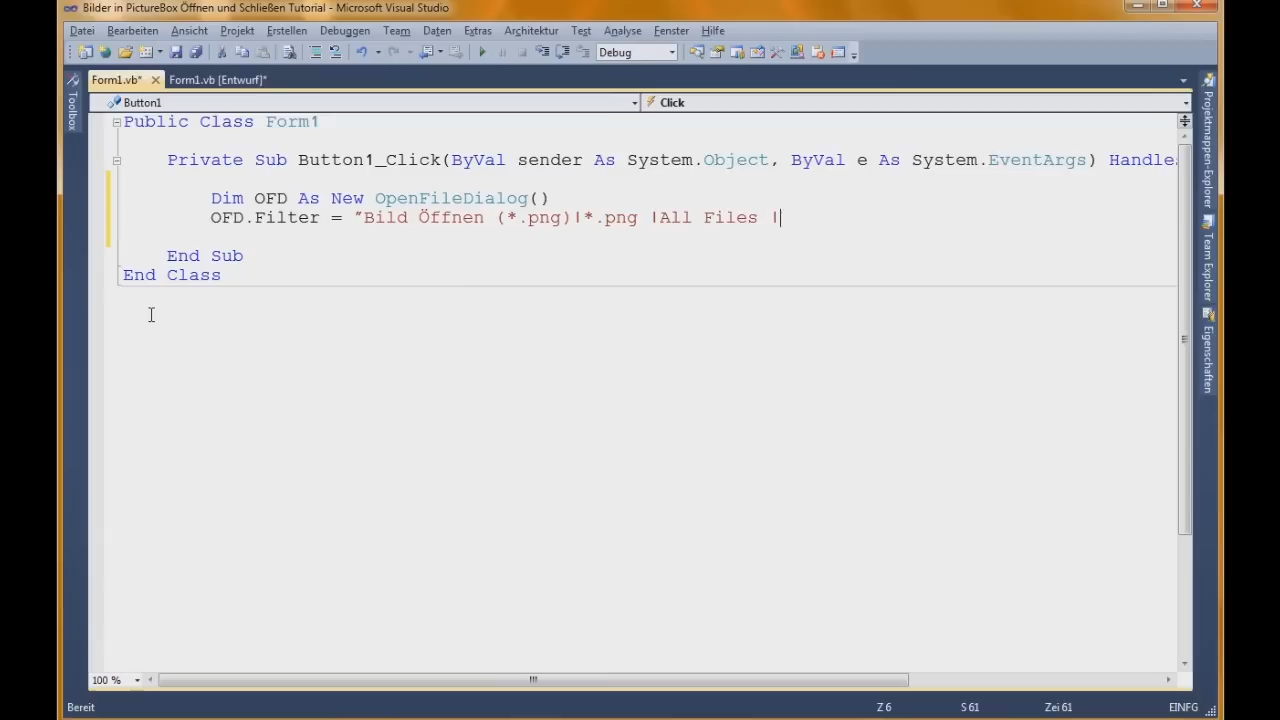 Bilder in PictureBox Öffnen und Schließen Tutorial - Microsoft Visual Studio
Datei Bearbeiten Ansicht Projekt Erstellen Debuggen Team Daten Extras Architektur Test Analyse Fenster Hilfe
Debug
Form1.vb* Form1.vb [Entwurf]*
Toolbox
Button1 Click
Public Class Form1
Private Sub Button1_Click(ByVal sender As System.Object, ByVal e As System.EventArgs) Handles
Dim OFD As New OpenFileDialog()
OFD.Filter = "Bild Öffnen (*.png)|*.png |All Files |
End Sub
End Class
Projektmappen-Explorer
Team Explorer
Eigenschaften
100 %
Bereit Z 6 S 61 Zei 61 EINFG